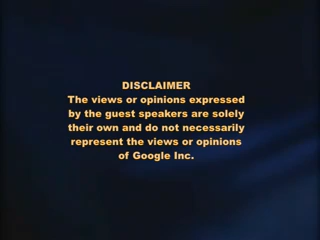 DISCLAIMER
The views or opinions expressed
by the guest speakers are solely
their own and do not necessarily
represent the views or opinions
of Google Inc.